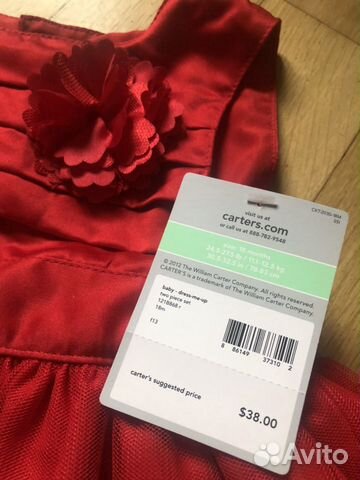 visit us at
carters.com
or call us at 888-782-9548
size: 18 months
© 2012 The William Carter Company. All rights reserved.
CARTER'S is a trademark of The William Carter Company.
baby - dress-me-up
two piece set
121B868 r
18m
f13
8 86149 37310 2
carter's suggested price
$38.00
Avito